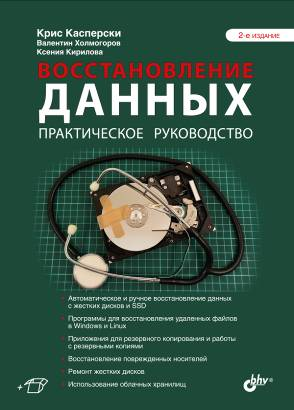 Крис Касперски
Валентин Холмогоров
Ксения Кирилова
2-е ИЗДАНИЕ
ВОССТАНОВЛЕНИЕ
ДАННЫХ
ПРАКТИЧЕСКОЕ РУКОВОДСТВО
Автоматическое и ручное восстановление данных
с жестких дисков и SSD
Программы для восстановления удаленных файлов
в Windows и Linux
Приложения для резервного копирования и работы
с резервными копиями
Восстановление поврежденных носителей
Ремонт жестких дисков
Использование облачных хранилищ
bhv®